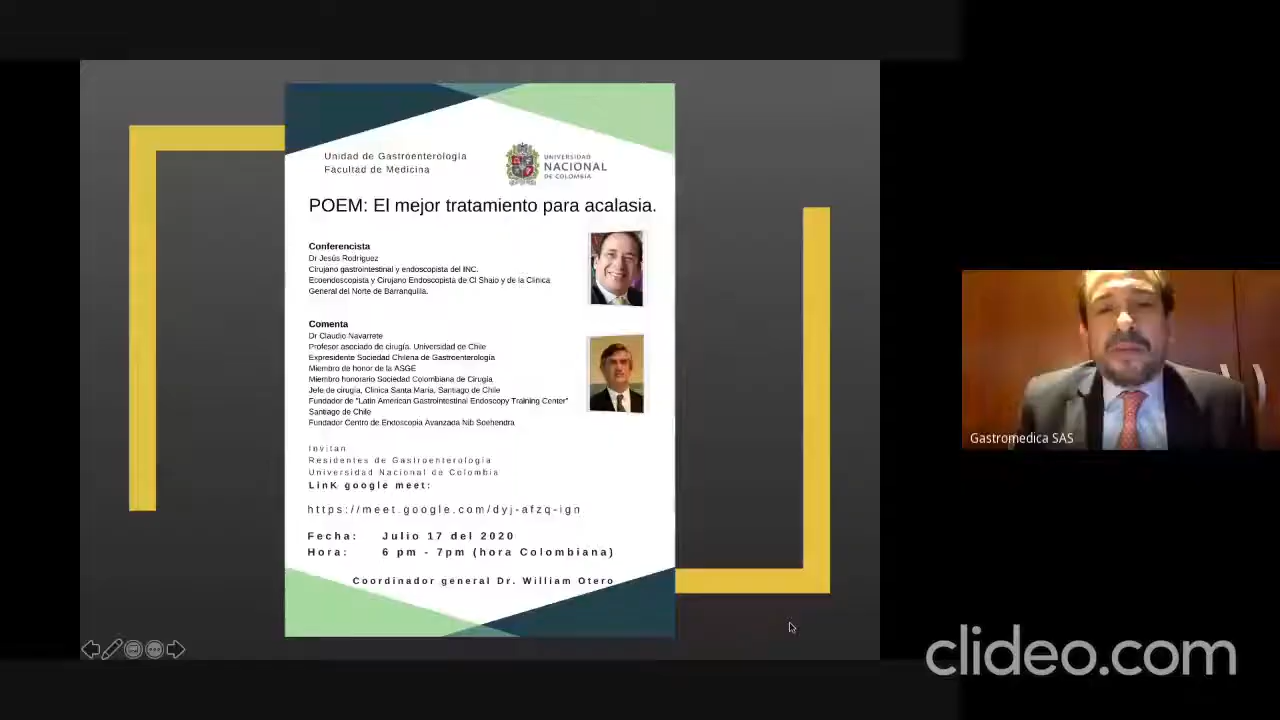 Unidad de Gastroenterología
Facultad de Medicina
UNIVERSIDAD
NACIONAL
DE COLOMBIA
POEM: El mejor tratamiento para acalasia.
Conferencista
Dr Jesús Rodriguez
Cirujano gastrointestinal y endoscopista del INC.
Ecoendoscopista y Cirujano Endoscopista de Cl Shaio y de la Clinica
General del Norte de Barranquilla.
Comenta
Dr Claudio Navarrete
Profesor asociado de cirugía. Universidad de Chile
Expresidente Sociedad Chilena de Gastroenterología
Miembro de honor de la ASGE
Miembro honorario Sociedad Colombiana de Cirugía
Jefe de cirugía, Clinica Santa Maria, Santiago de Chile
Fundador de "Latin American Gastrointestinal Endoscopy Training Center"
Santiago de Chile
Fundador Centro de Endoscopia Avanzada Nib Soehendra
Invitan
Residentes de Gastroenterología
Universidad Nacional de Colombia
LinK google meet:
https://meet.google.com/dyj-afzq-ign
Fecha: Julio 17 del 2020
Hora: 6 pm - 7pm (hora Colombiana)
Coordinador general Dr. William Otero
Gastromedica SAS
clideo.com